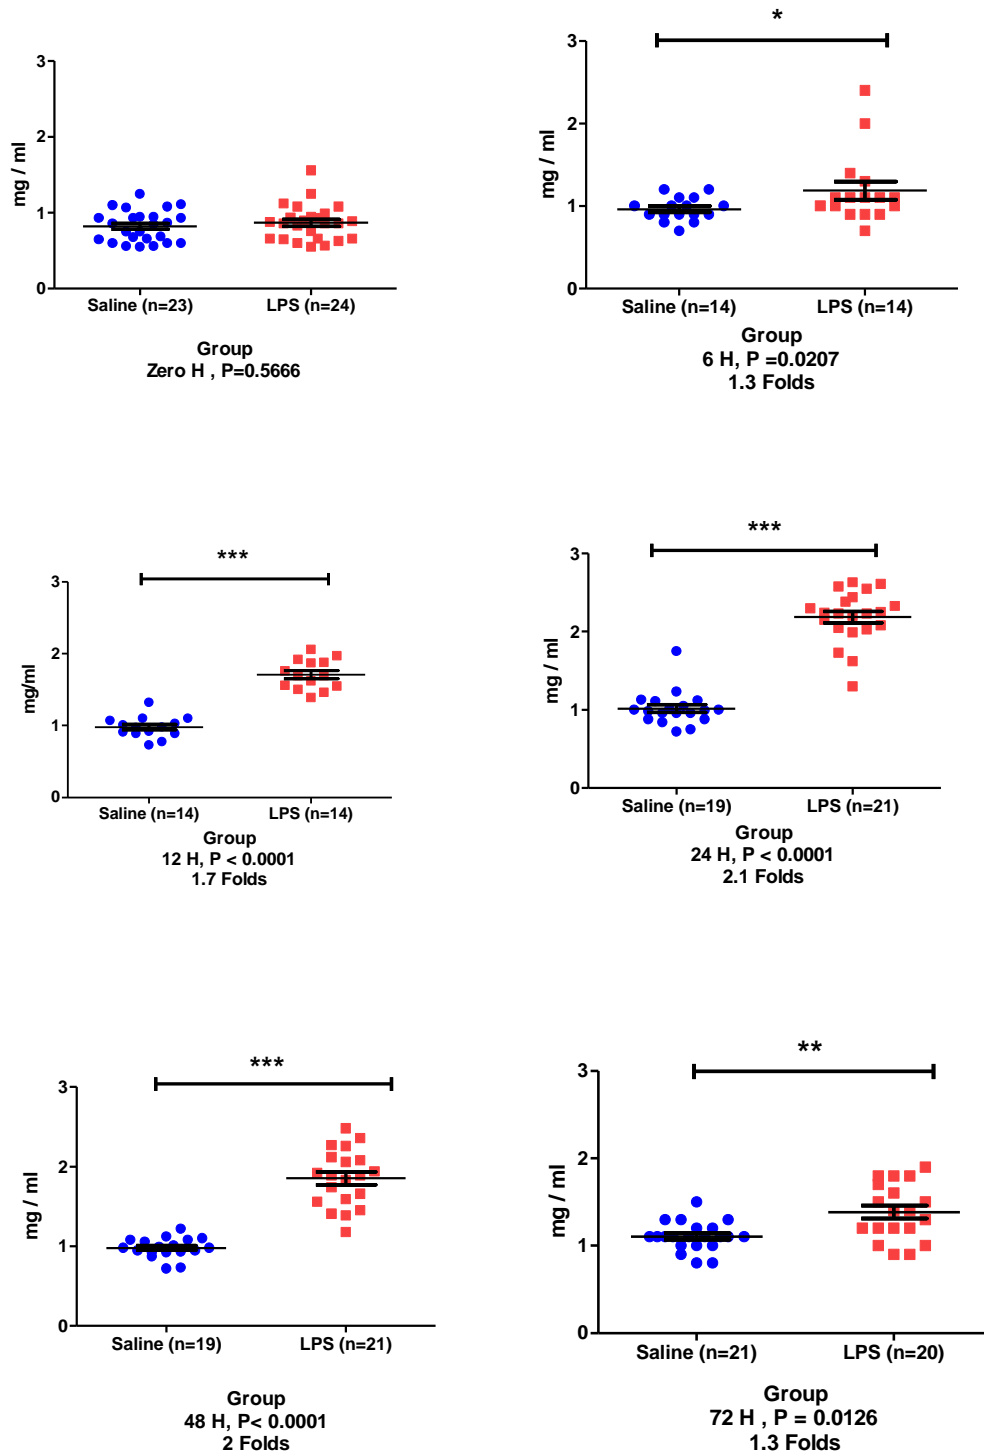 3
2
1
0
mg / ml
Saline (n=23) LPS (n=24)
Group
Zero H , P=0.5666
*
3
2
1
0
mg / ml
Saline (n=14) LPS (n=14)
Group
6 H, P =0.0207
1.3 Folds
***
3
2
1
0
mg/ml
Saline (n=14) LPS (n=14)
Group
12 H, P < 0.0001
1.7 Folds
***
3
2
1
0
mg / ml
Saline (n=19) LPS (n=21)
Group
24 H, P < 0.0001
2.1 Folds
***
3
2
1
0
mg / ml
Saline (n=19) LPS (n=21)
Group
48 H, P< 0.0001
2 Folds
**
3
2
1
0
mg / ml
Saline (n=21) LPS (n=20)
Group
72 H , P = 0.0126
1.3 Folds